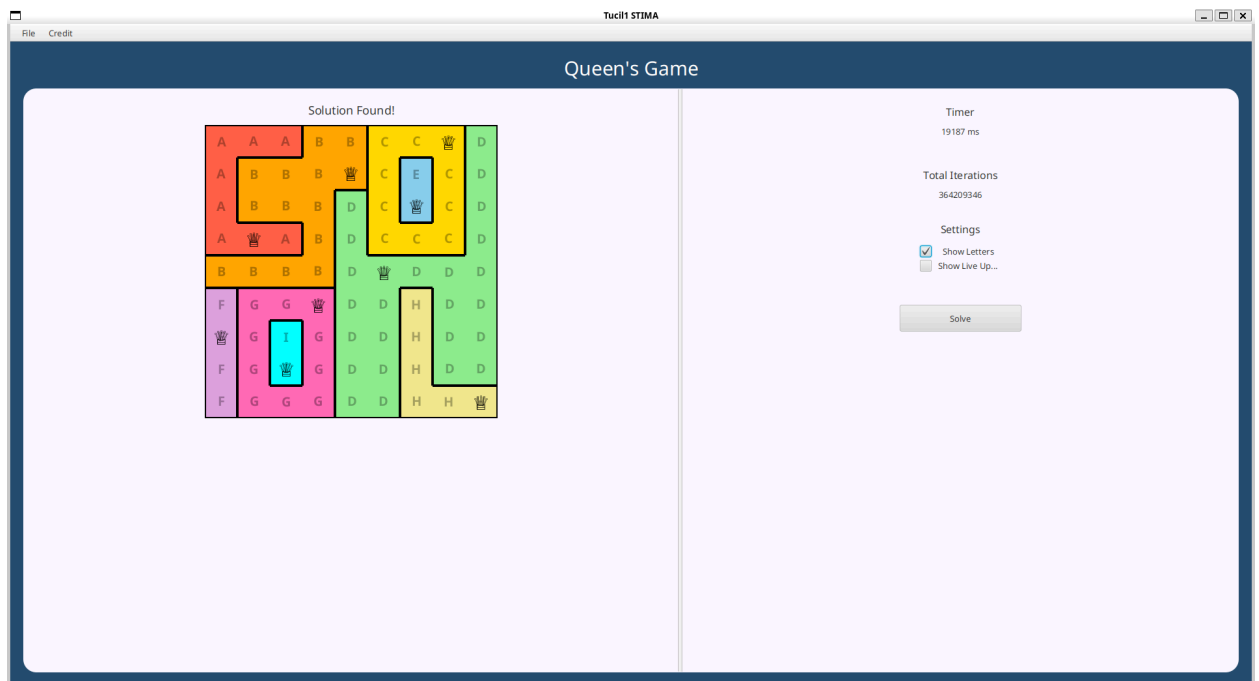 Tucil1 STIMA
File Credit
Queen's Game
Solution Found!
A A A B B C C ♛ D
A B B B ♛ C E C D
A B B B D C ♛ C D
A ♛ A B D C C C D
B B B B D ♛ D D D
F G G ♛ D D H D D
♛ G I G D D H D D
F G ♛ G D D H D D
F G G G D D H H ♛
Timer
19187 ms
Total Iterations
364209346
Settings
Show Letters
Show Live Up...
Solve